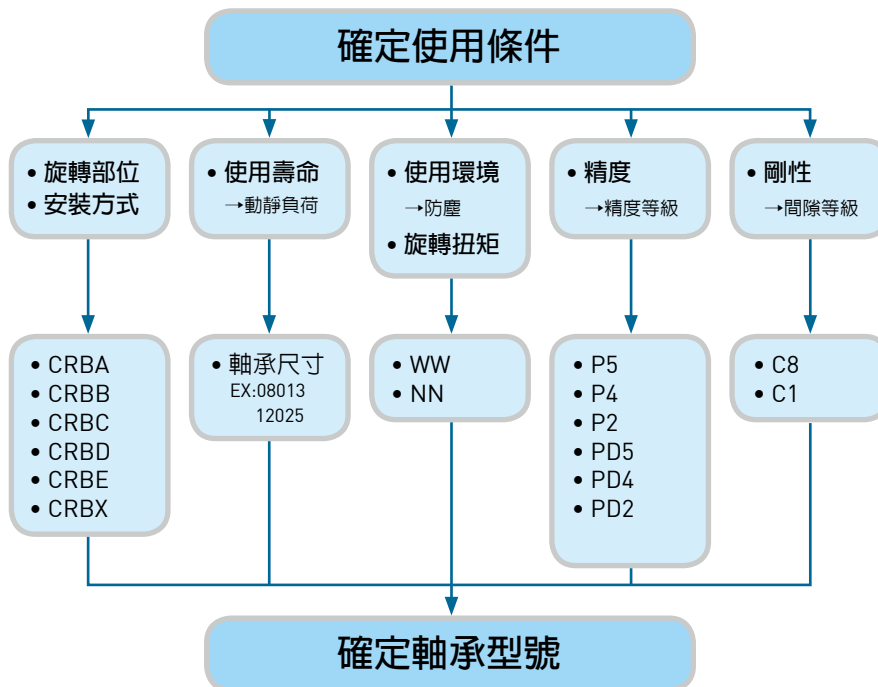 確定使用條件
• 旋轉部位
• 安裝方式
• 使用壽命
→動靜負荷
• 使用環境
→防塵
• 旋轉扭矩
• 精度
→精度等級
• 剛性
→間隙等級
• CRBA
• CRBB
• CRBC
• CRBD
• CRBE
• CRBX
• 軸承尺寸
EX:08013
12025
• WW
• NN
• P5
• P4
• P2
• PD5
• PD4
• PD2
• C8
• C1
確定軸承型號